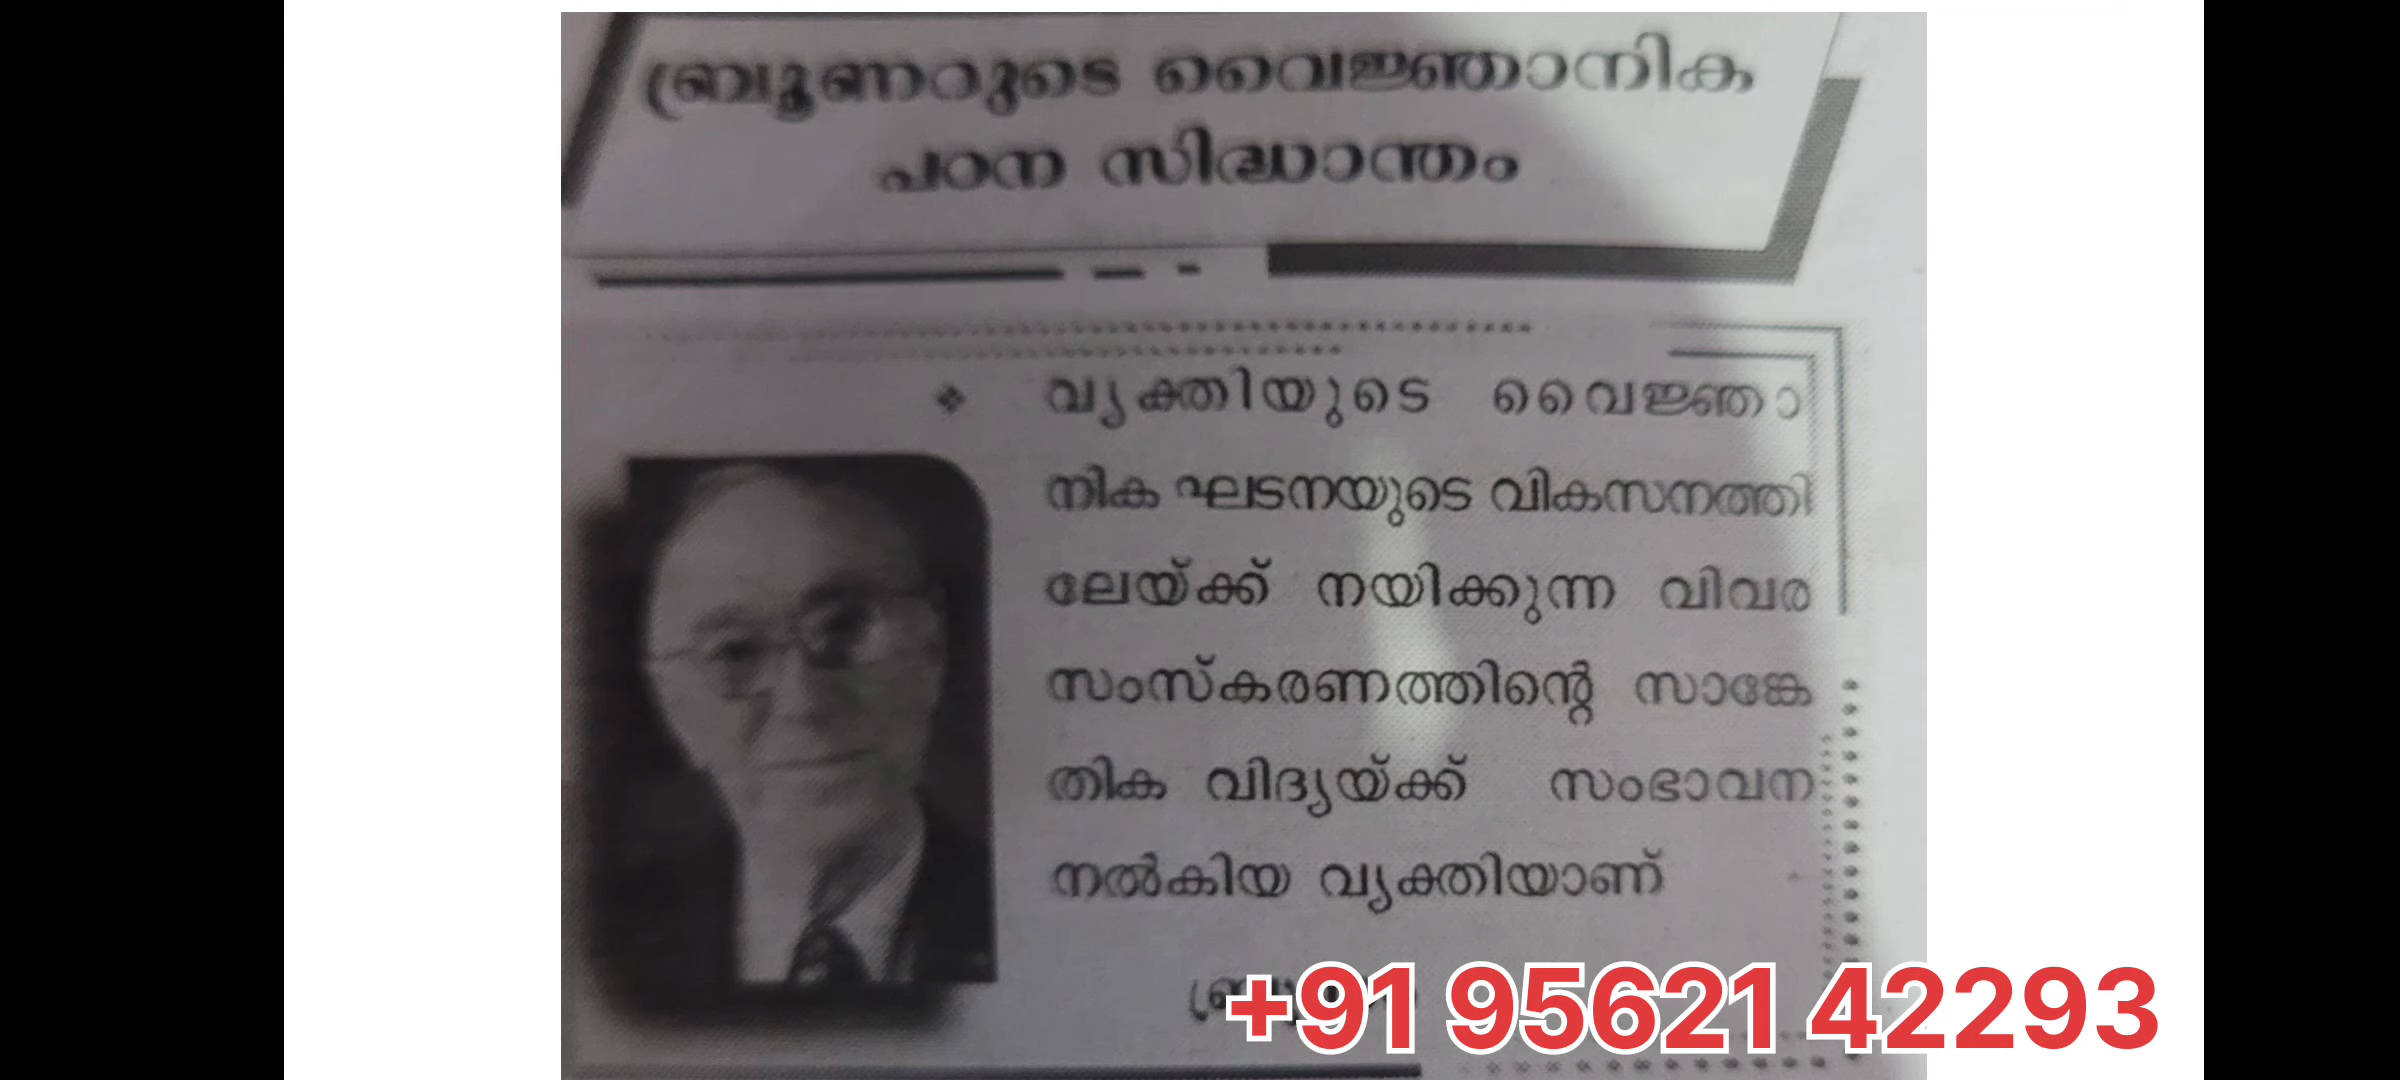 ബ്രൂണറുടെ വൈജ്ഞാനിക
പഠന സിദ്ധാന്തം
❖ വ്യക്തിയുടെ വൈജ്ഞാ
നിക ഘടനയുടെ വികസനത്തി
ലേയ്ക്ക് നയിക്കുന്ന വിവര
സംസ്കരണത്തിന്റെ സാങ്കേ
തിക വിദ്യയ്ക്ക് സംഭാവന
നൽകിയ വ്യക്തിയാണ്
+91 95621 42293